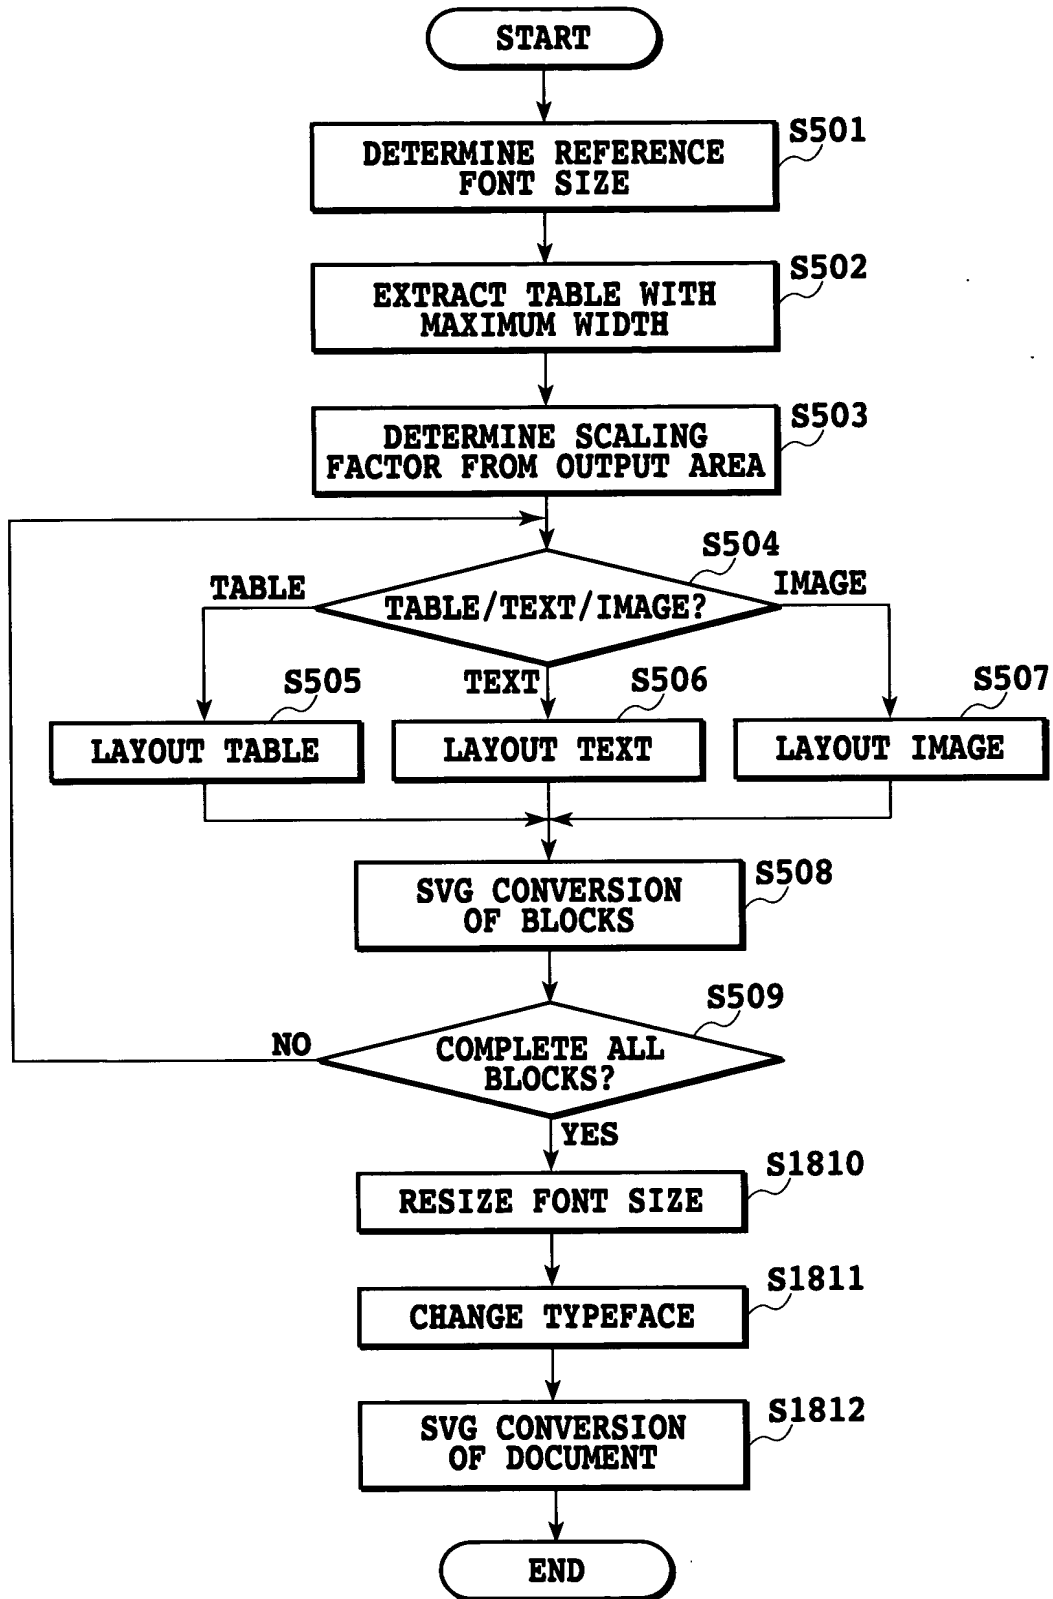 START
S501
DETERMINE REFERENCE
FONT SIZE
S502
EXTRACT TABLE WITH
MAXIMUM WIDTH
S503
DETERMINE SCALING
FACTOR FROM OUTPUT AREA
S504
TABLE
TABLE/TEXT/IMAGE?
IMAGE
S505
TEXT
S506
S507
LAYOUT TABLE
LAYOUT TEXT
LAYOUT IMAGE
S508
SVG CONVERSION
OF BLOCKS
S509
NO
COMPLETE ALL
BLOCKS?
YES
S1810
RESIZE FONT SIZE
S1811
CHANGE TYPEFACE
S1812
SVG CONVERSION
OF DOCUMENT
END